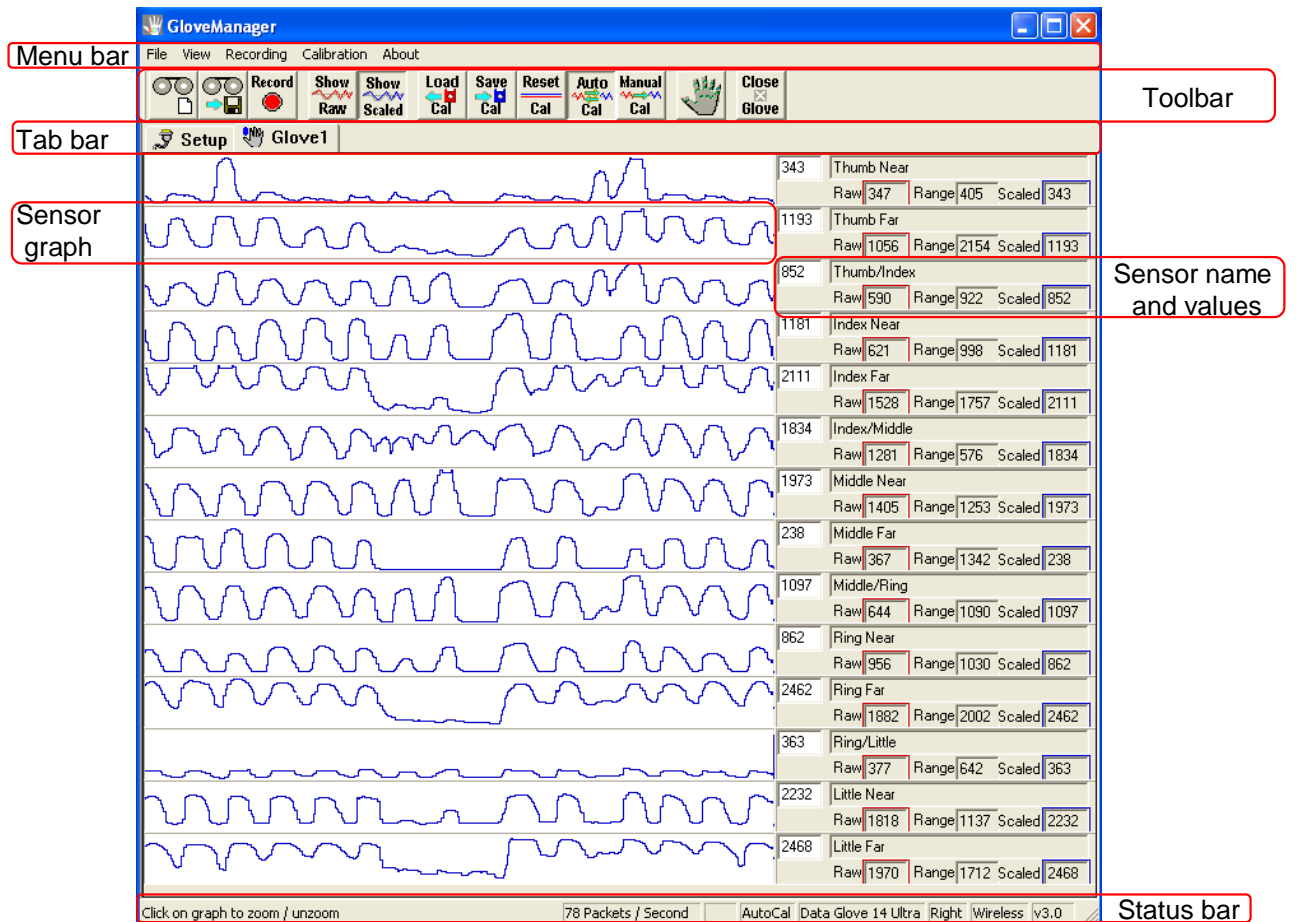 GloveManager
Menu bar
File View Recording Calibration About
Record Show Raw Show Scaled Load Cal Save Cal Reset Cal Auto Cal Manual Cal Close Glove
Toolbar
Tab bar
Setup Glove1
343 Thumb Near
Raw 347 Range 405 Scaled 343
Sensor graph
1193 Thumb Far
Raw 1056 Range 2154 Scaled 1193
852 Thumb/Index
Raw 590 Range 922 Scaled 852
Sensor name and values
1181 Index Near
Raw 621 Range 998 Scaled 1181
2111 Index Far
Raw 1528 Range 1757 Scaled 2111
1834 Index/Middle
Raw 1281 Range 576 Scaled 1834
1973 Middle Near
Raw 1405 Range 1253 Scaled 1973
238 Middle Far
Raw 367 Range 1342 Scaled 238
1097 Middle/Ring
Raw 644 Range 1090 Scaled 1097
862 Ring Near
Raw 956 Range 1030 Scaled 862
2462 Ring Far
Raw 1882 Range 2002 Scaled 2462
363 Ring/Little
Raw 377 Range 642 Scaled 363
2232 Little Near
Raw 1818 Range 1137 Scaled 2232
2468 Little Far
Raw 1970 Range 1712 Scaled 2468
Click on graph to zoom / unzoom 78 Packets / Second AutoCal Data Glove 14 Ultra Right Wireless v3.0
Status bar